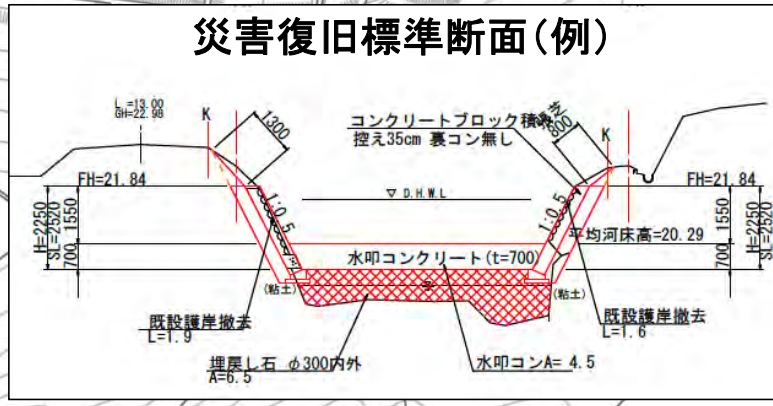 災害復旧標準断面(例)
L =13.00
GH=22.98
K
1300
コンクリートブロック積
控え35cm 裏コン無し
張芝
800
K
FH=21.84
▽ D.H.W.L
FH=21.84
1:0.5
1:0.5
H=2250
SL=2520
1550
700
平均河床高=20.29
1550
700
H=2250
SL=2520
水叩コンクリート(t=700)
(粘土)
(粘土)
既設護岸撤去
L=1.9
既設護岸撤去
L=1.6
埋戻し石 φ300内外
A=6.5
水叩コンA= 4.5